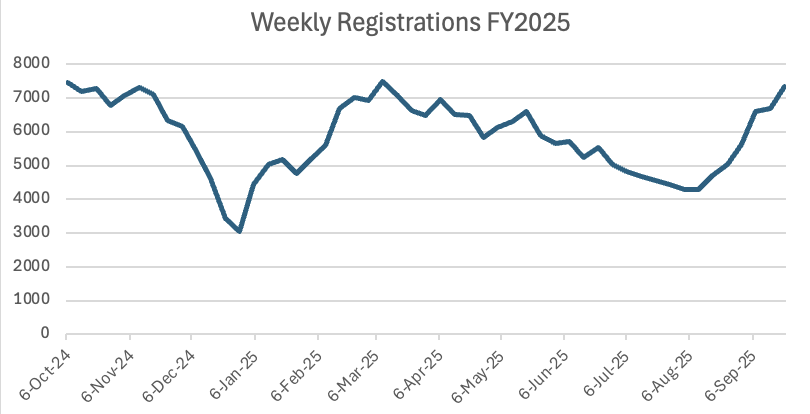 Weekly Registrations FY2025
8000
7000
6000
5000
4000
3000
2000
1000
0
6-Oct-24
6-Nov-24
6-Dec-24
6-Jan-25
6-Feb-25
6-Mar-25
6-Apr-25
6-May-25
6-Jun-25
6-Jul-25
6-Aug-25
6-Sep-25